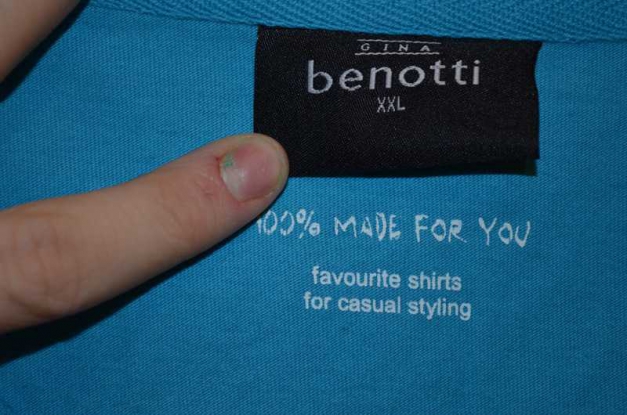 GINA
benotti
XXL
100% MADE FOR YOU
favourite shirts
for casual styling